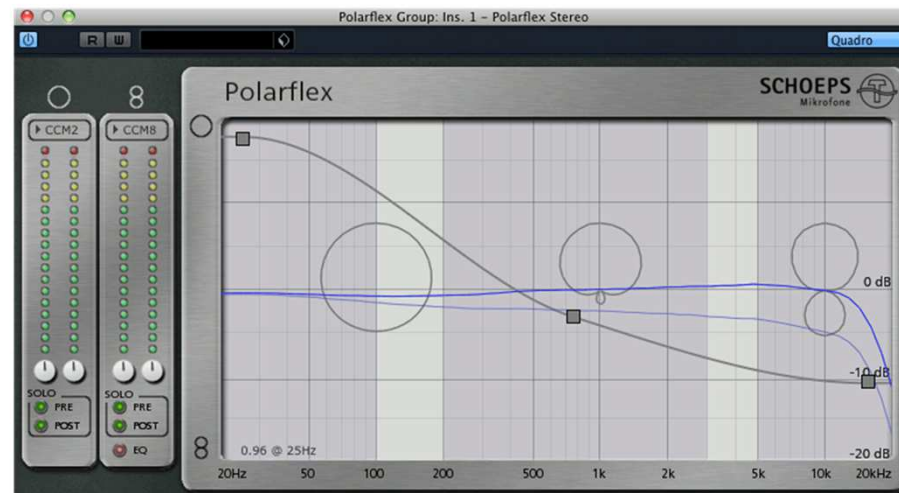 Polarflex Group: Ins. 1 - Polarflex Stereo
R W
Quadro
Polarflex
SCHOEPS
Mikrofone
CCM2
CCM8
0 dB
-10 dB
-20 dB
SOLO
PRE
POST
SOLO
PRE
POST
EQ
0.96 @ 25Hz
20Hz 50 100 200 500 1k 2k 5k 10k 20kHz